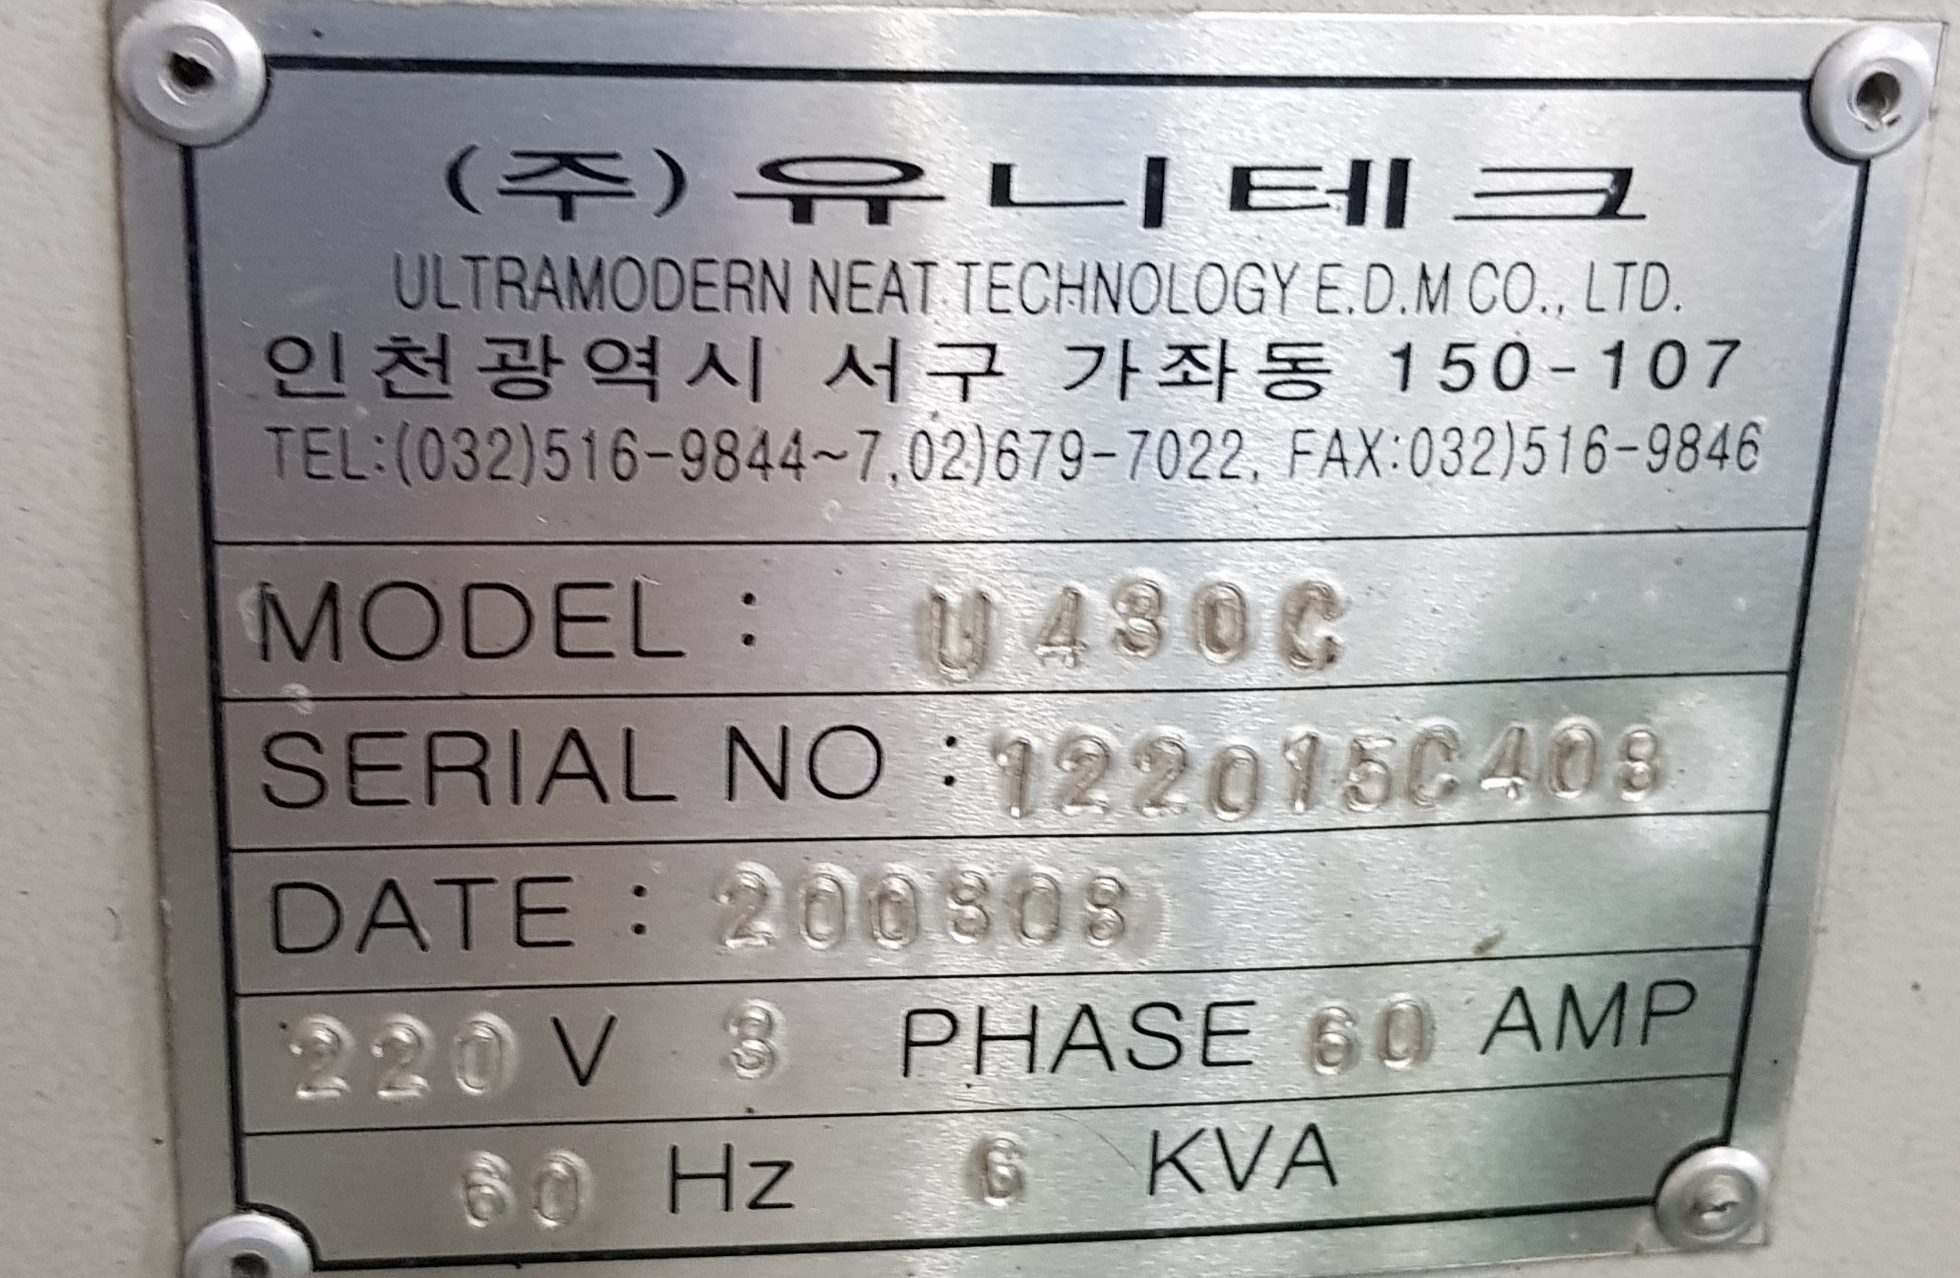 (주)유니테크
ULTRAMODERN NEAT TECHNOLOGY E.D.M CO., LTD.
인천광역시 서구 가좌동 150-107
TEL:(032)516-9844~7,02)679-7022, FAX:032)516-9846
MODEL : U430C
SERIAL NO : 122015C408
DATE : 200808
220 V 3 PHASE 60 AMP
60 Hz 6 KVA